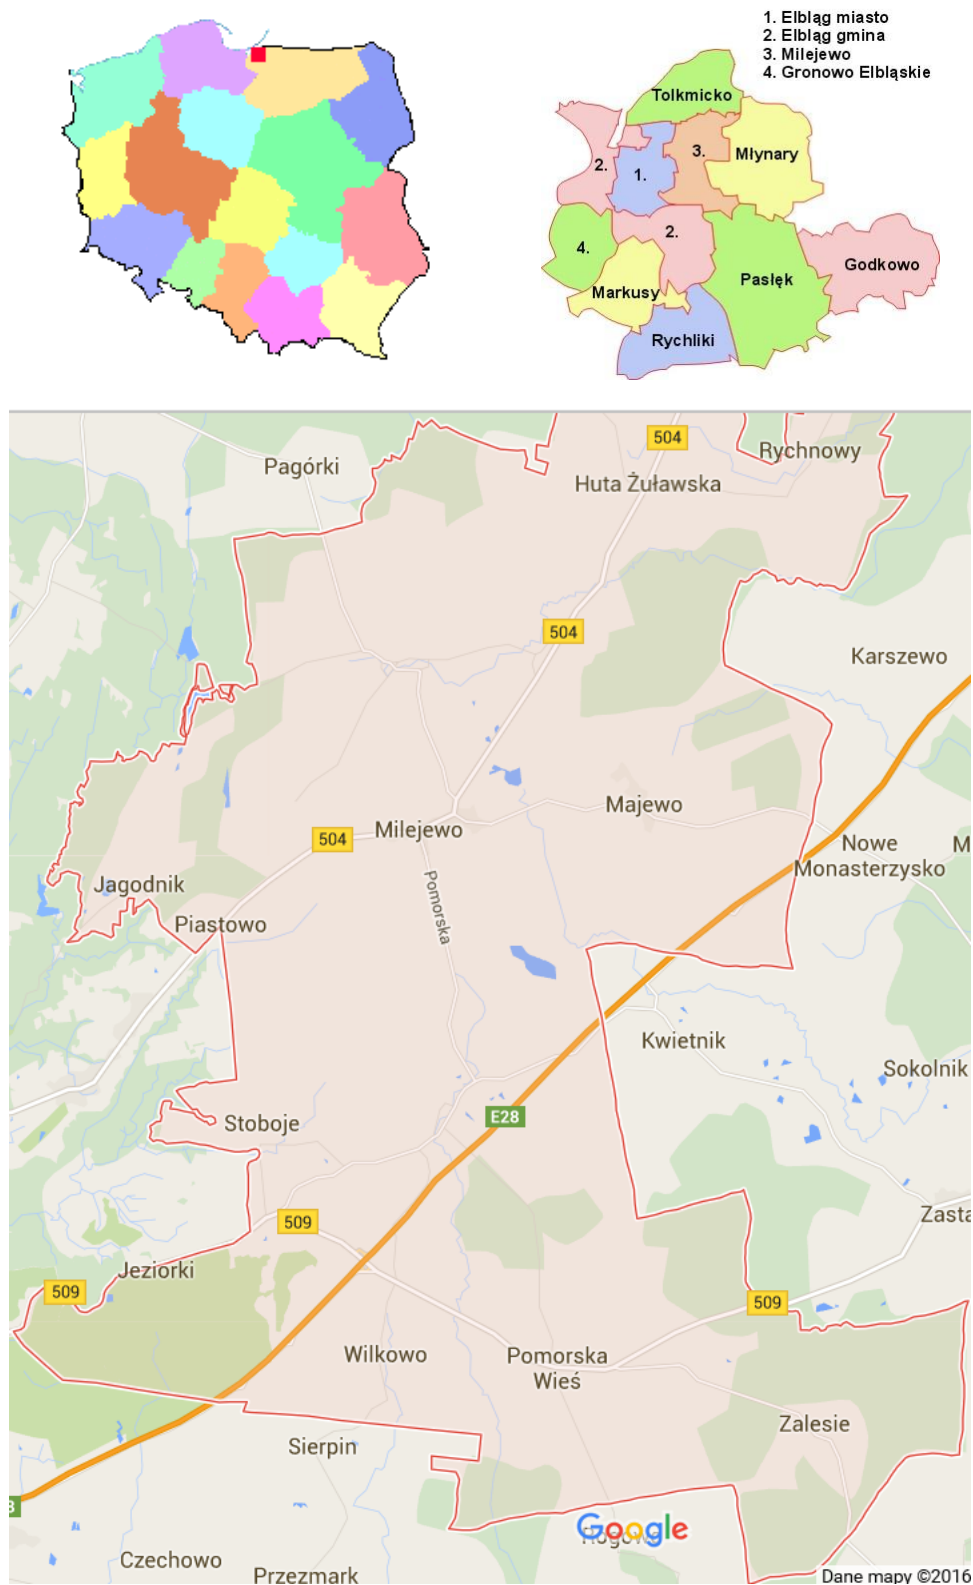 1. Elbląg miasto
2. Elbląg gmina
3. Milejewo
4. Gronowo Elbląskie
Tolkmicko
3.
Młynary
2.
1.
2.
4.
Godkowo
Pasłęk
Markusy
Rychliki
504
Rychnowy
Pagórki
Huta Żuławska
504
Karszewo
Majewo
Milejewo
504
Nowe
Monasterzysko
M
Jagodnik
Pomorska
Piastowo
Kwietnik
Sokolnik
E28
Stoboje
Zasta
509
Jeziorki
509
509
Wilkowo
Pomorska
Wieś
Zalesie
Sierpin
Google
Czechowo
Przezmark
Dane mapy ©2016